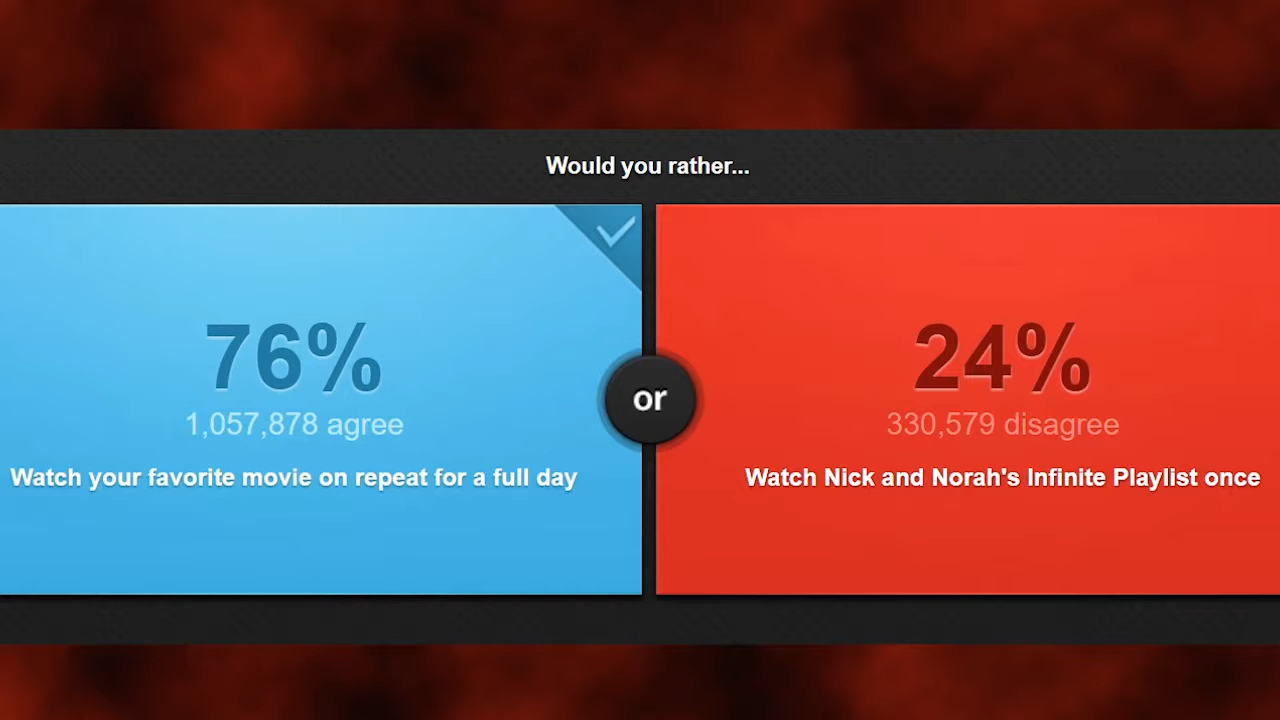 Would you rather...
76%
1,057,878 agree
Watch your favorite movie on repeat for a full day
or
24%
330,579 disagree
Watch Nick and Norah's Infinite Playlist once